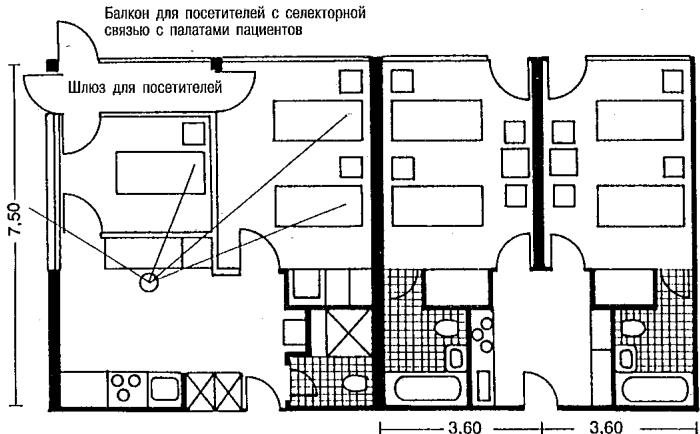 Балкон для посетителей с селекторной
связью с палатами пациентов
Шлюз для посетителей
7,50
3.60
3.60